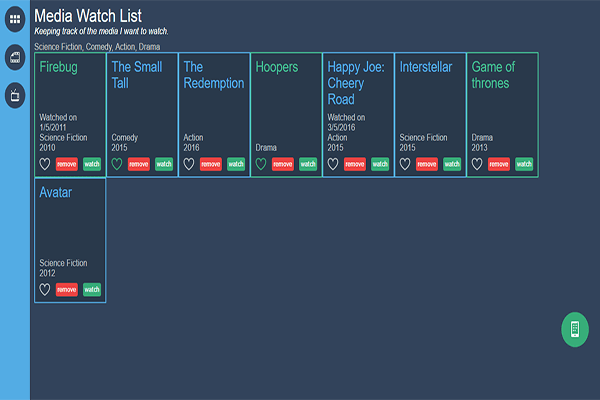 Media Watch List
Keeping track of the media I want to watch.
Science Fiction, Comedy, Action, Drama
Firebug
Watched on
1/5/2011
Science Fiction
2010
remove watch
The Small
Tall
Comedy
2015
remove watch
The
Redemption
Action
2016
remove watch
Hoopers
Drama
remove watch
Happy Joe:
Cheery
Road
Watched on
3/5/2016
Action
2015
remove watch
Interstellar
Science Fiction
2015
remove watch
Game of
thrones
Drama
2013
remove watch
Avatar
Science Fiction
2012
remove watch